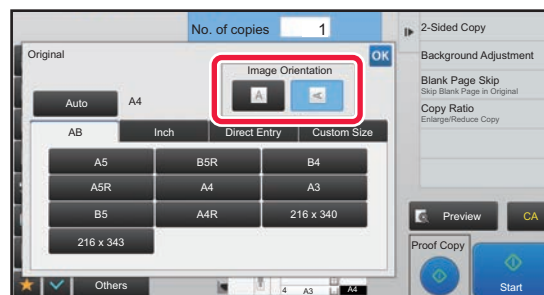 No. of copies 1
2-Sided Copy
Original
OK
Background Adjustment
Image Orientation
A A
Blank Page Skip
Skip Blank Page in Original
Auto A4
Copy Ratio
Enlarge/Reduce Copy
AB Inch Direct Entry Custom Size
A5 B5R B4
A5R A4 A3
B5 A4R 216 x 340
216 x 343
Preview CA
Proof Copy
Others
4 A3 A4
Start